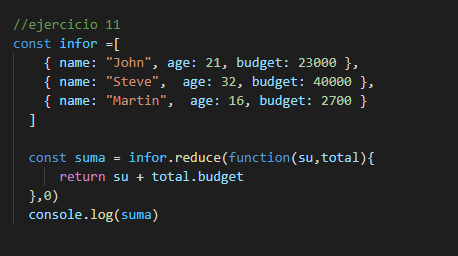 //ejercicio 11
const infor =[
{ name: "John", age: 21, budget: 23000 },
{ name: "Steve",  age: 32, budget: 40000 },
{ name: "Martin",  age: 16, budget: 2700 }
]
const suma = infor.reduce(function(su,total){
return su + total.budget
},0)
console.log(suma)